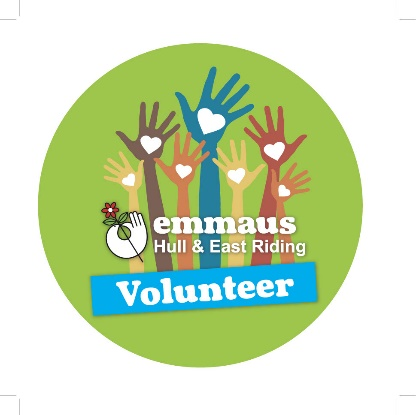 emmaus
Hull & East Riding
Volunteer